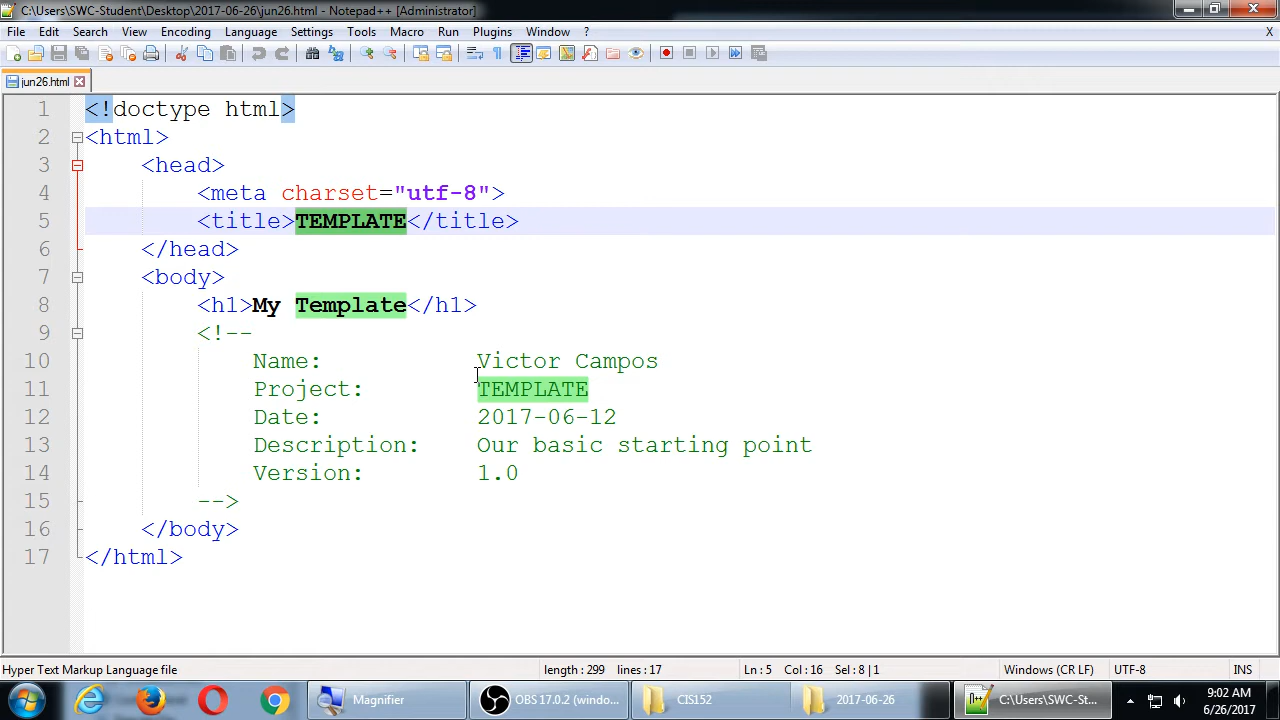 C:\Users\SWC-Student\Desktop\2017-06-26\jun26.html - Notepad++ [Administrator]
File Edit Search View Encoding Language Settings Tools Macro Run Plugins Window ? X
jun26.html
1 <!doctype html>
2 <html>
3 <head>
4 <meta charset="utf-8">
5 <title>TEMPLATE</title>
6 </head>
7 <body>
8 <h1>My Template</h1>
9 <!--
10 Name: Victor Campos
11 Project: TEMPLATE
12 Date: 2017-06-12
13 Description: Our basic starting point
14 Version: 1.0
15 -->
16 </body>
17 </html>
Hyper Text Markup Language file length : 299 lines : 17 Ln : 5 Col : 16 Sel : 8 | 1 Windows (CR LF) UTF-8 INS
Magnifier OBS 17.0.2 (windo... CIS152 2017-06-26 C:\Users\SWC-St... 9:02 AM
6/26/2017